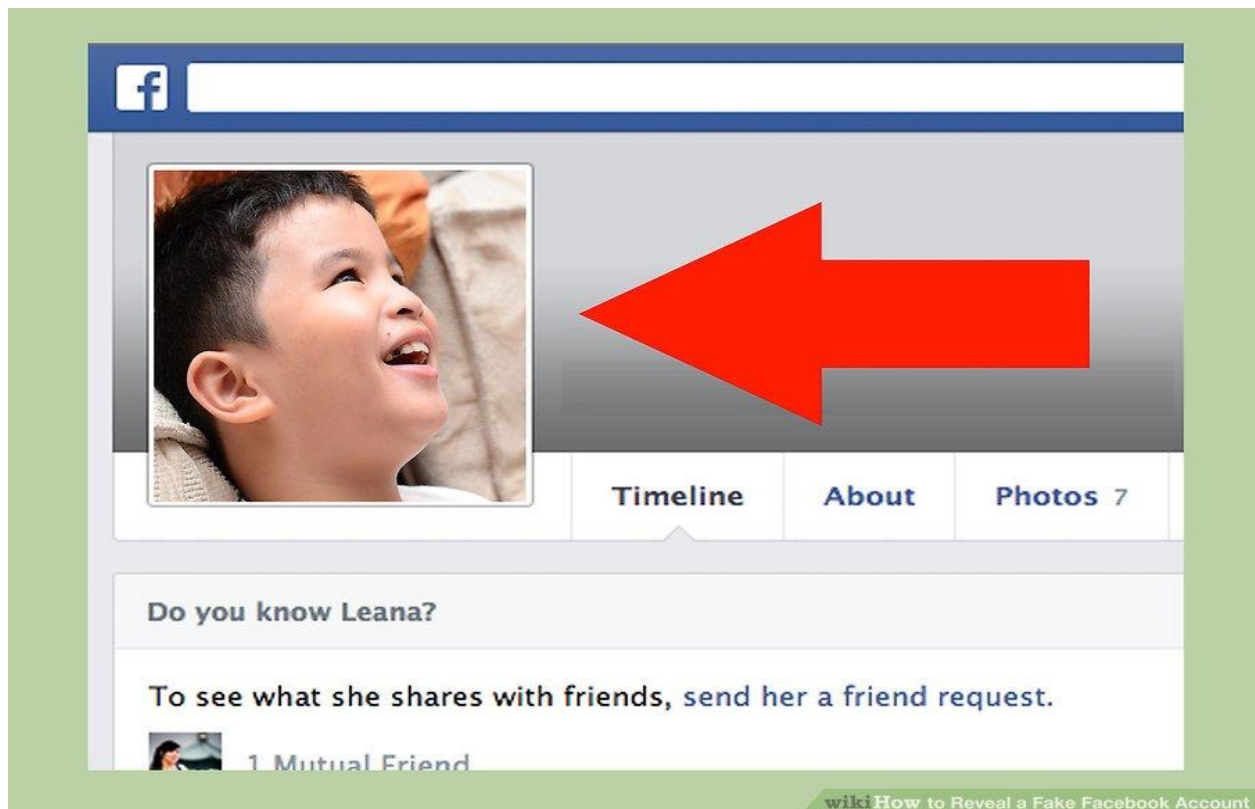 f
Timeline About Photos 7
Do you know Leana?
To see what she shares with friends, send her a friend request.
1 Mutual Friend
wikiHow to Reveal a Fake Facebook Account